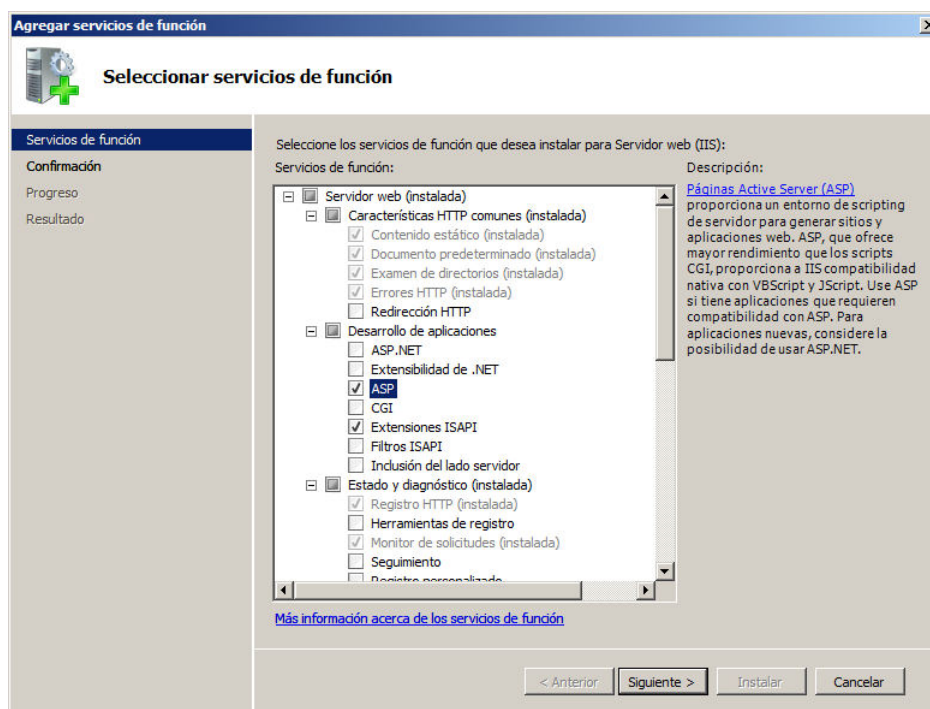 Agregar servicios de función
Seleccionar servicios de función
Servicios de función
Confirmación
Progreso
Resultado
Seleccione los servicios de función que desea instalar para Servidor web (IIS):
Servicios de función:
Servidor web (instalada)
Características HTTP comunes (instalada)
Contenido estático (instalada)
Documento predeterminado (instalada)
Examen de directorios (instalada)
Errores HTTP (instalada)
Redirección HTTP
Desarrollo de aplicaciones
ASP.NET
Extensibilidad de .NET
ASP
CGI
Extensiones ISAPI
Filtros ISAPI
Inclusión del lado servidor
Estado y diagnóstico (instalada)
Registro HTTP (instalada)
Herramientas de registro
Monitor de solicitudes (instalada)
Seguimiento
Registro personalizado
Más información acerca de los servicios de función
Descripción:
Páginas Active Server (ASP)
proporciona un entorno de scripting
de servidor para generar sitios y
aplicaciones web. ASP, que ofrece
mayor rendimiento que los scripts
CGI, proporciona a IIS compatibilidad
nativa con VBScript y JScript. Use ASP
si tiene aplicaciones que requieren
compatibilidad con ASP. Para
aplicaciones nuevas, considere la
posibilidad de usar ASP.NET.
< Anterior
Siguiente >
Instalar
Cancelar